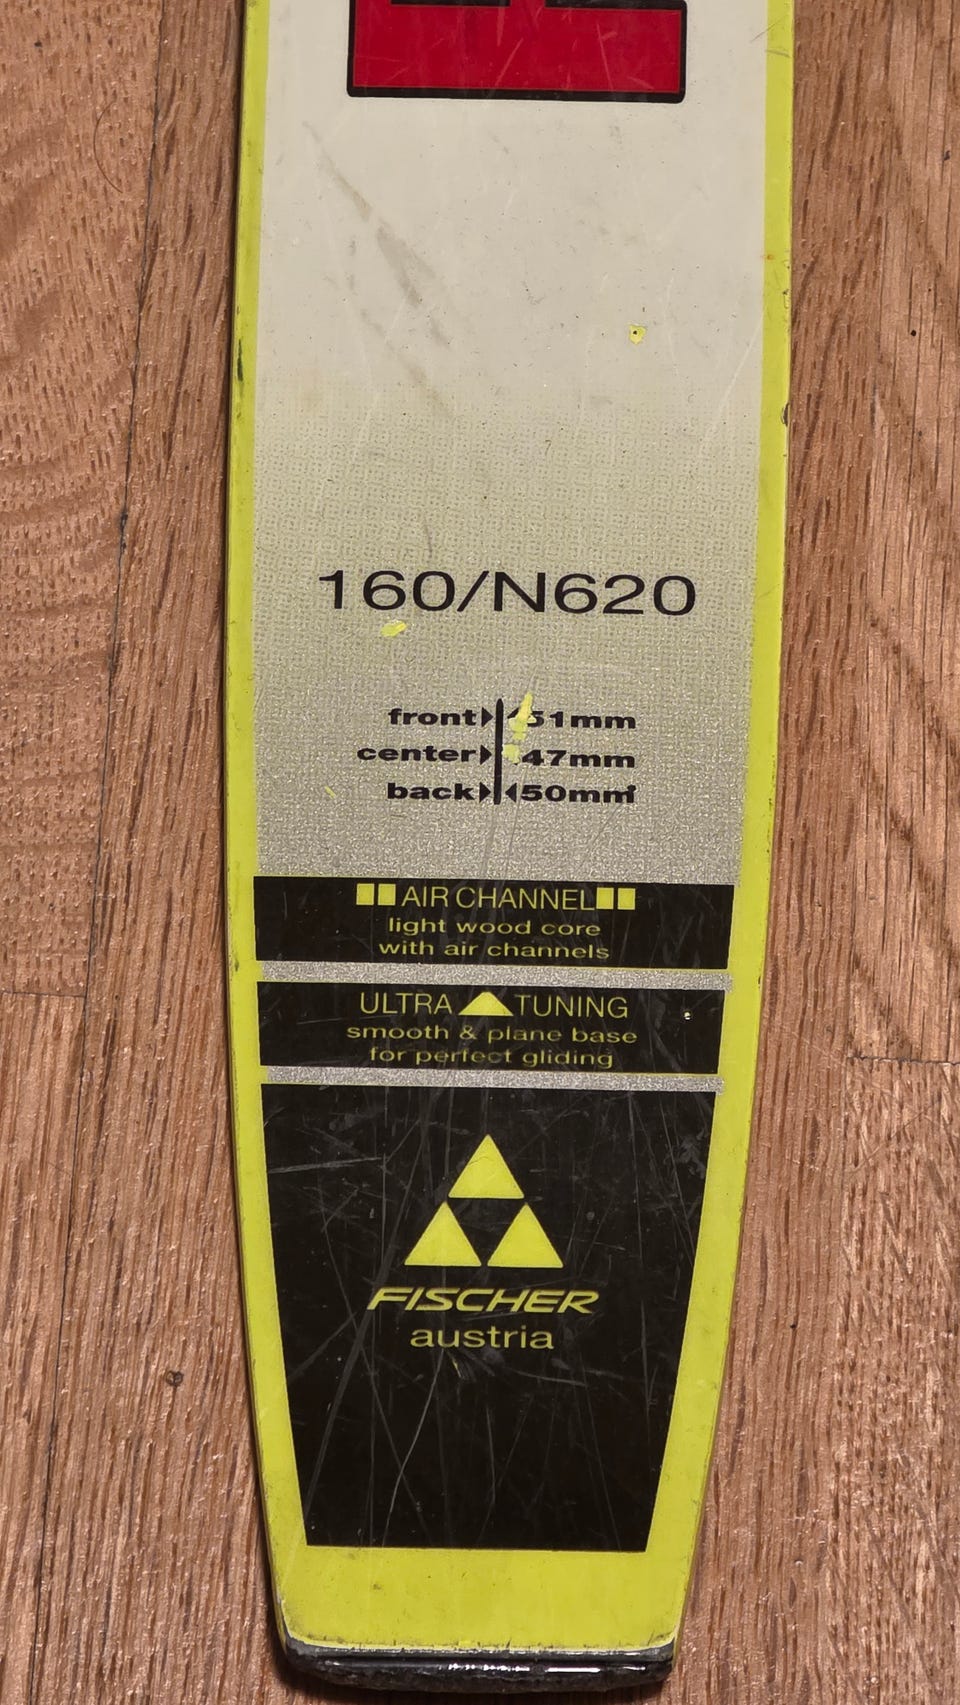 160/N620
front 51mm
center 47mm
back 50mm
AIR CHANNEL
light wood core
with air channels
ULTRA TUNING
smooth & plane base
for perfect gliding
FISCHER
austria